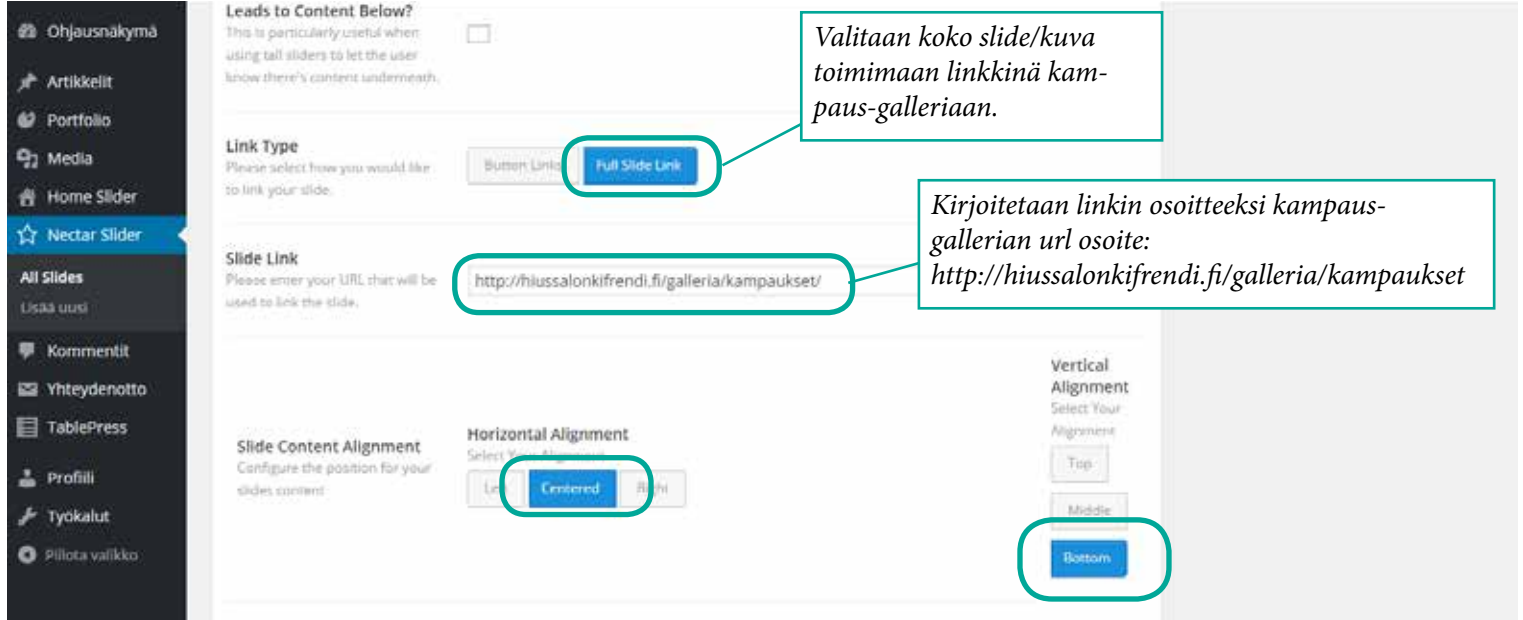 Ohjausnäkymä
Artikkelit
Portfolio
Media
Home Slider
Nectar Slider
All Slides
Lisää uusi
Kommentit
Yhteydenotto
TablePress
Profiili
Työkalut
Piilota valikko
Leads to Content Below?
This is particularly useful when
using tall sliders to let the user
know there's content underneath.
Valitaan koko slide/kuva
toimimaan linkkinä kam-
paus-galleriaan.
Link Type
Please select how you would like
to link your slide.
Button Links
Full Slide Link
Kirjoitetaan linkin osoitteeksi kampaus-
gallerian url osoite:
http://hiussalonkifrendi.fi/galleria/kampaukset
Slide Link
Please enter your URL that will be
used to link the slide.
http://hiussalonkifrendi.fi/galleria/kampaukset/
Slide Content Alignment
Configure the position for your
slides content
Horizontal Alignment
Select Your Alignment
Left
Centered
Right
Vertical
Alignment
Select Your
Alignment
Top
Middle
Bottom